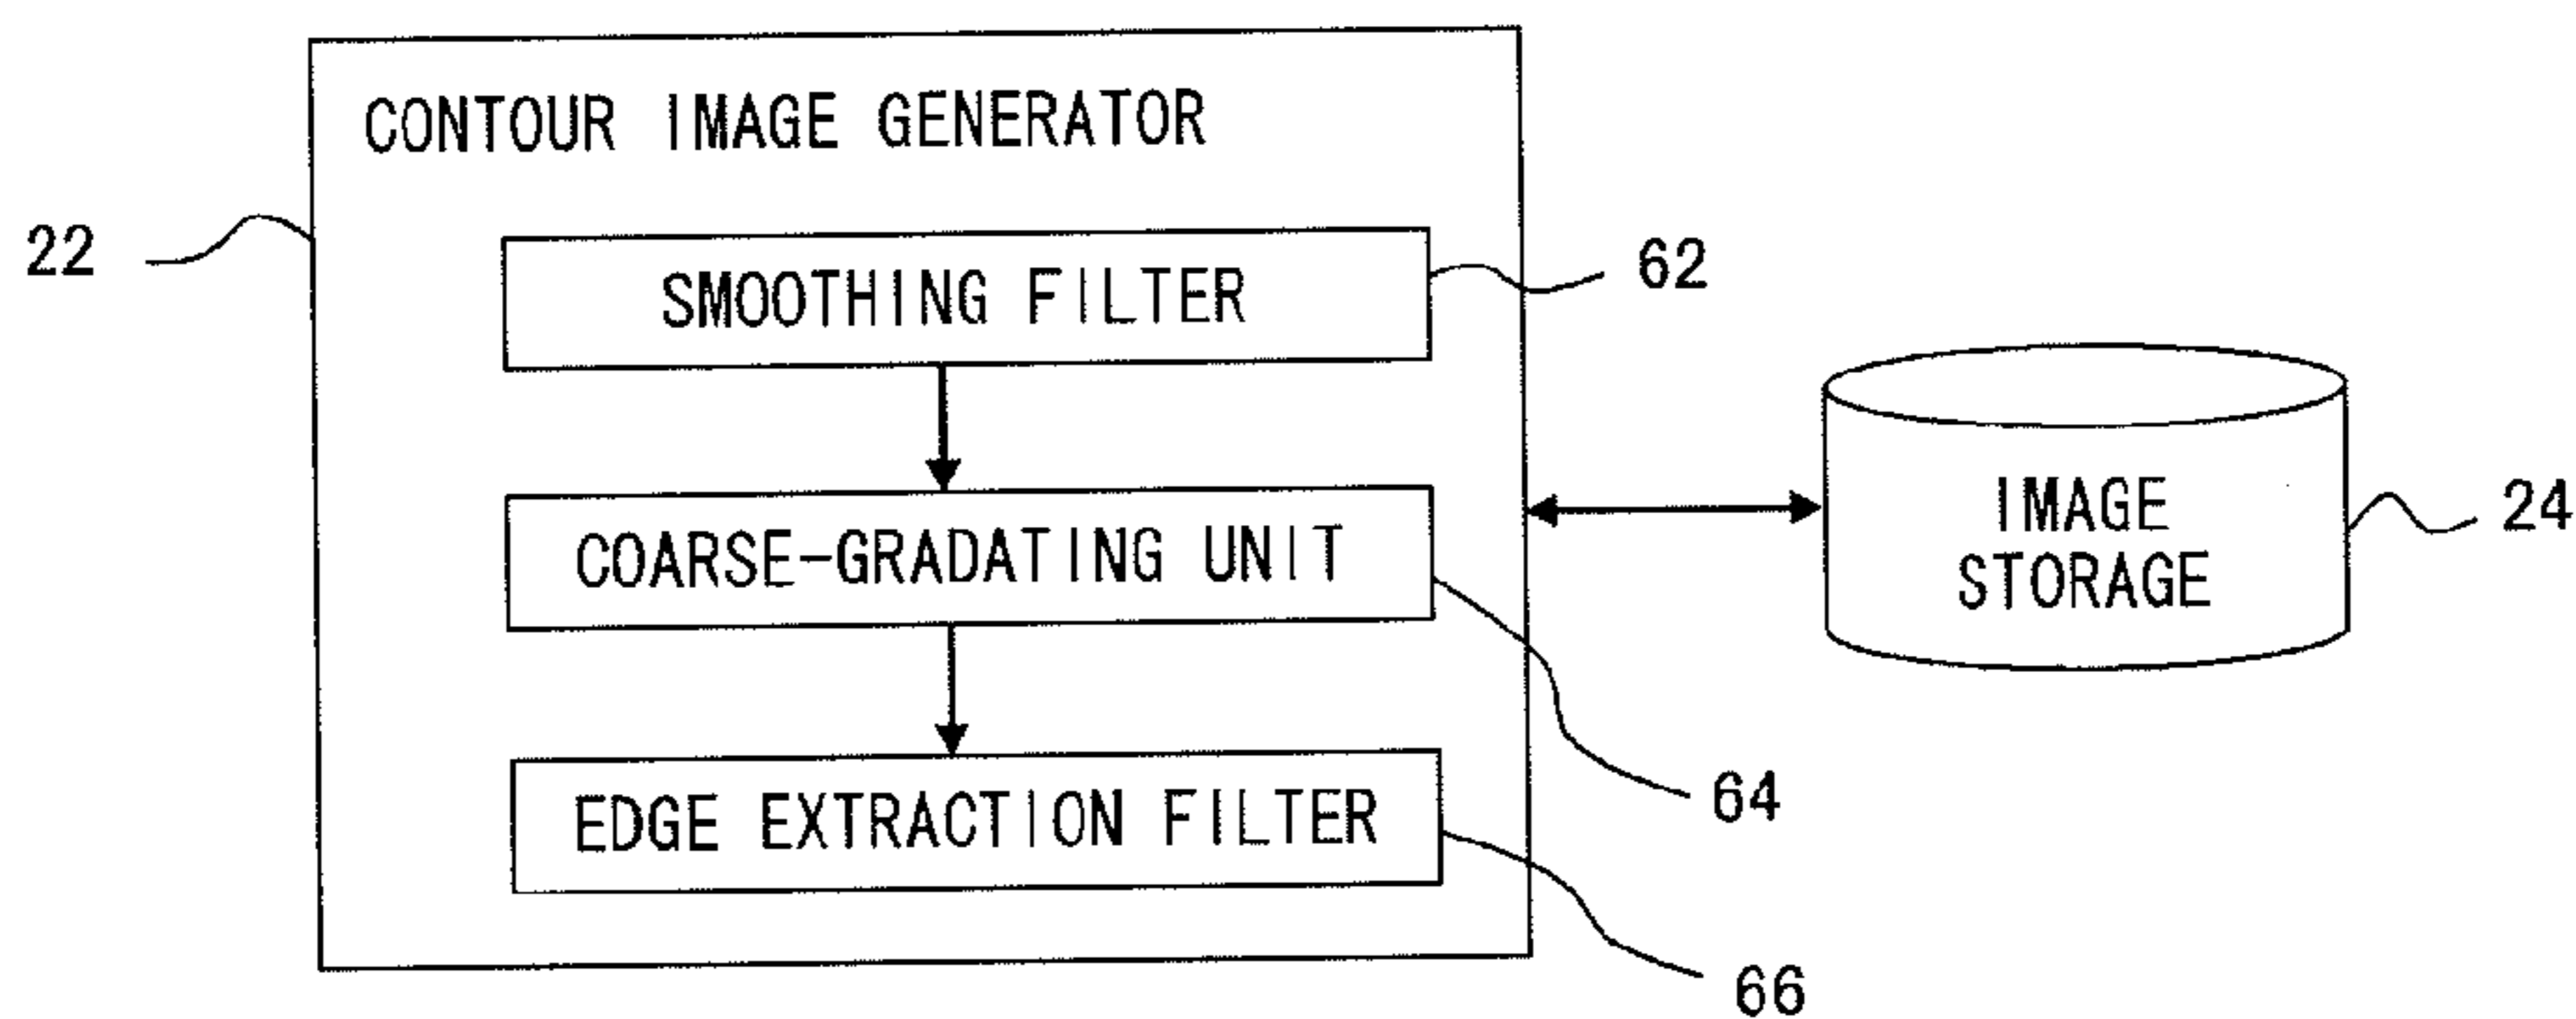 CONTOUR IMAGE GENERATOR
22
SMOOTHING FILTER
62
COARSE-GRADATING UNIT
64
EDGE EXTRACTION FILTER
66
IMAGE
STORAGE
24